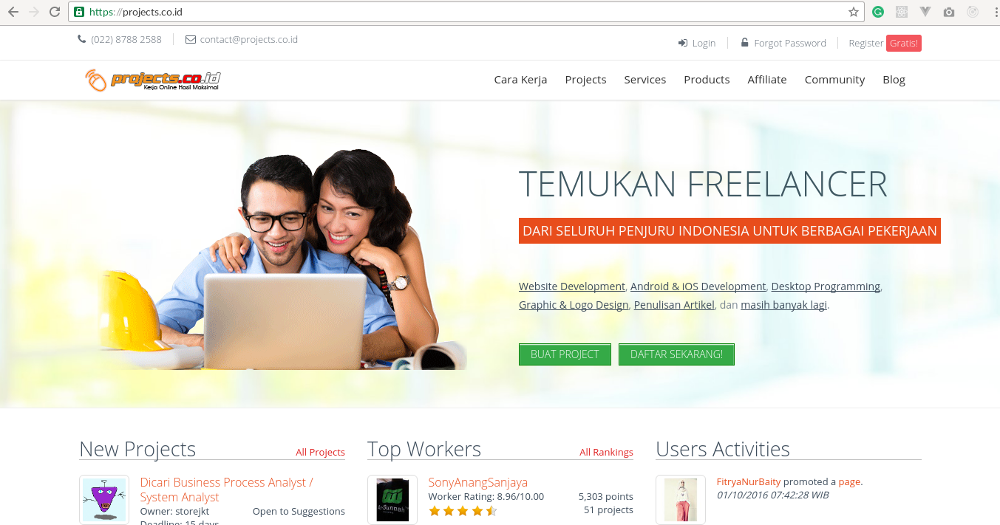 https://projects.co.id
(022) 8788 2588 contact@projects.co.id Login Forgot Password Register Gratis!
projects.co.id
Kerja Online Hasil Maksimal
Cara Kerja Projects Services Products Affiliate Community Blog
TEMUKAN FREELANCER
DARI SELURUH PENJURU INDONESIA UNTUK BERBAGAI PEKERJAAN
Website Development, Android & iOS Development, Desktop Programming,
Graphic & Logo Design, Penulisan Artikel, dan masih banyak lagi.
BUAT PROJECT DAFTAR SEKARANG!
New Projects All Projects
Dicari Business Process Analyst /
System Analyst
Owner: storejkt Open to Suggestions
Deadline: 15 days
Top Workers All Rankings
SonyAnangSanjaya
Worker Rating: 8.96/10.00 5,303 points
51 projects
As-Sunnah
Users Activities
FitryaNurBaity promoted a page.
01/10/2016 07:42:28 WIB